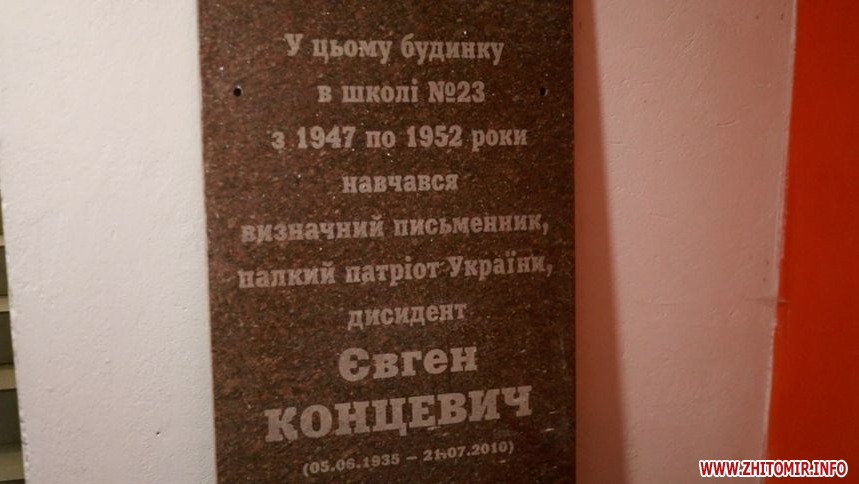 У цьому будинку
в школі №23
з 1947 по 1952 роки
навчався
визначний письменник,
палкий патріот України,
дисидент
Євген
КОНЦЕВИЧ
(05.06.1935 – 21.07.2010)
WWW.ZHITOMIR.INFO